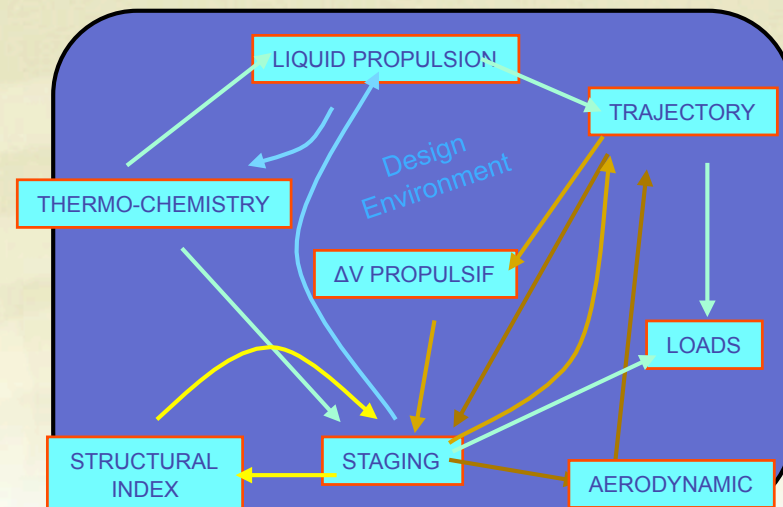 LIQUID PROPULSION
TRAJECTORY
Design
Environment
THERMO-CHEMISTRY
ΔV PROPULSIF
LOADS
STRUCTURAL
INDEX
STAGING
AERODYNAMIC